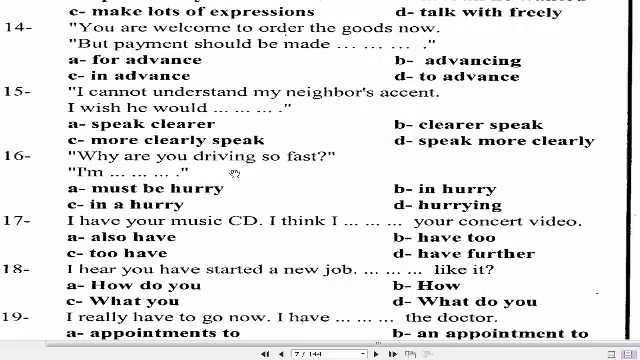 c- make lots of expressions d- talk with freely
14- "You are welcome to order the goods now.
"But payment should be made ... ... ... ."
a- for advance b- advancing
c- in advance d- to advance
15- "I cannot understand my neighbor's accent.
I wish he would ... ... ... ."
a- speak clearer b- clearer speak
c- more clearly speak d- speak more clearly
16- "Why are you driving so fast?"
"I'm ... ... ... ."
a- must be hurry b- in hurry
c- in a hurry d- hurrying
17- I have your music CD. I think I ... ... ... your concert video.
a- also have b- have too
c- too have d- have further
18- I hear you have started a new job. ... ... ... like it?
a- How do you b- How
c- What you d- What do you
19- I really have to go now. I have ... ... ... the doctor.
a- appointments to b- an appointment to
7 / 144